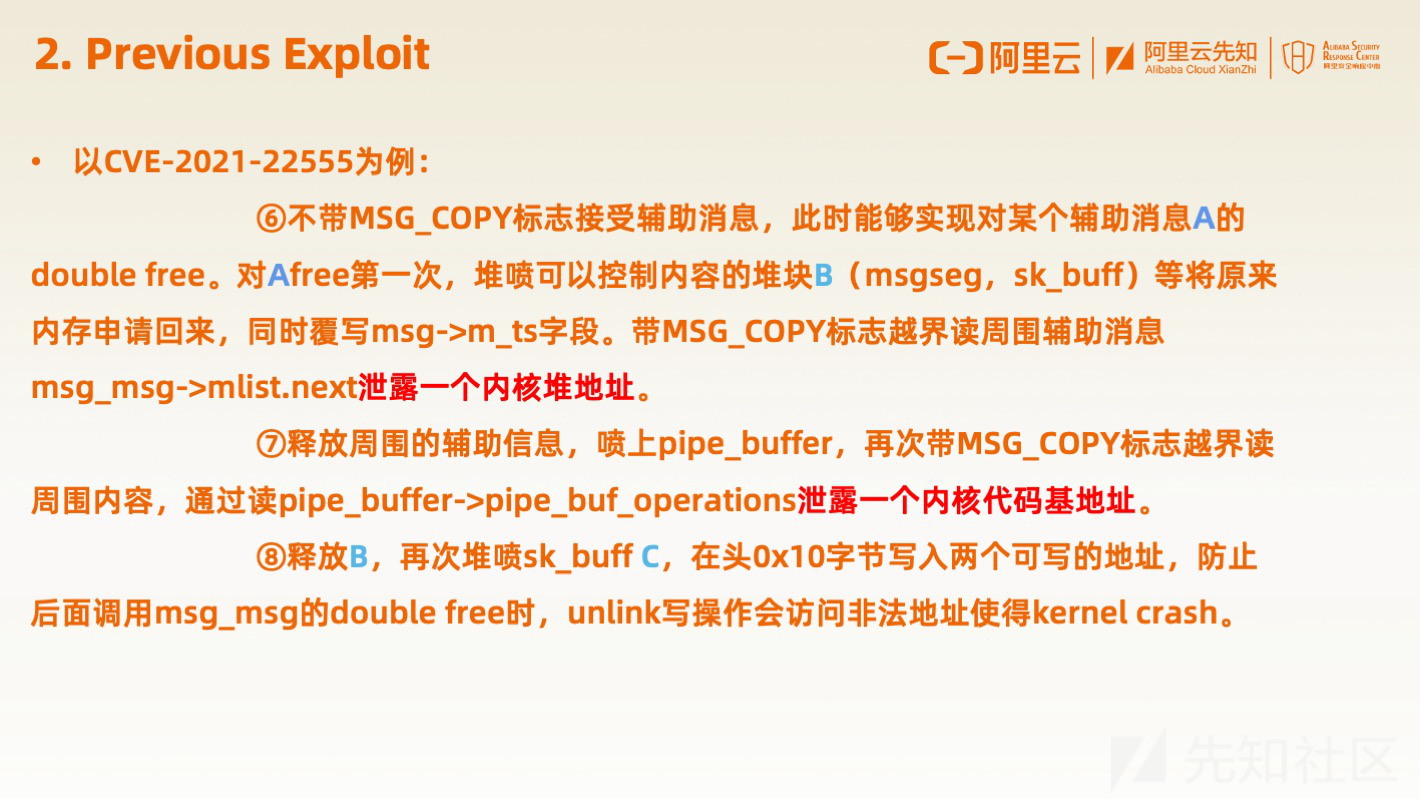 2. Previous Exploit
阿里云
阿里云先知
Alibaba Cloud XianZhi
ALIBABA SECURITY
RESPONSE CENTER
阿里安全响应中心
• 以CVE-2021-22555为例：
⑥不带MSG_COPY标志接受辅助消息，此时能够实现对某个辅助消息A的
double free。对Afree第一次，堆喷可以控制内容的堆块B（msgseg，sk_buff）等将原来
内存申请回来，同时覆写msg->m_ts字段。带MSG_COPY标志越界读周围辅助消息
msg_msg->mlist.next泄露一个内核堆地址。
⑦释放周围的辅助信息，喷上pipe_buffer，再次带MSG_COPY标志越界读
周围内容，通过读pipe_buffer->pipe_buf_operations泄露一个内核代码基地址。
⑧释放B，再次堆喷sk_buff C，在头0x10字节写入两个可写的地址，防止
后面调用msg_msg的double free时，unlink写操作会访问非法地址使得kernel crash。
先知社区